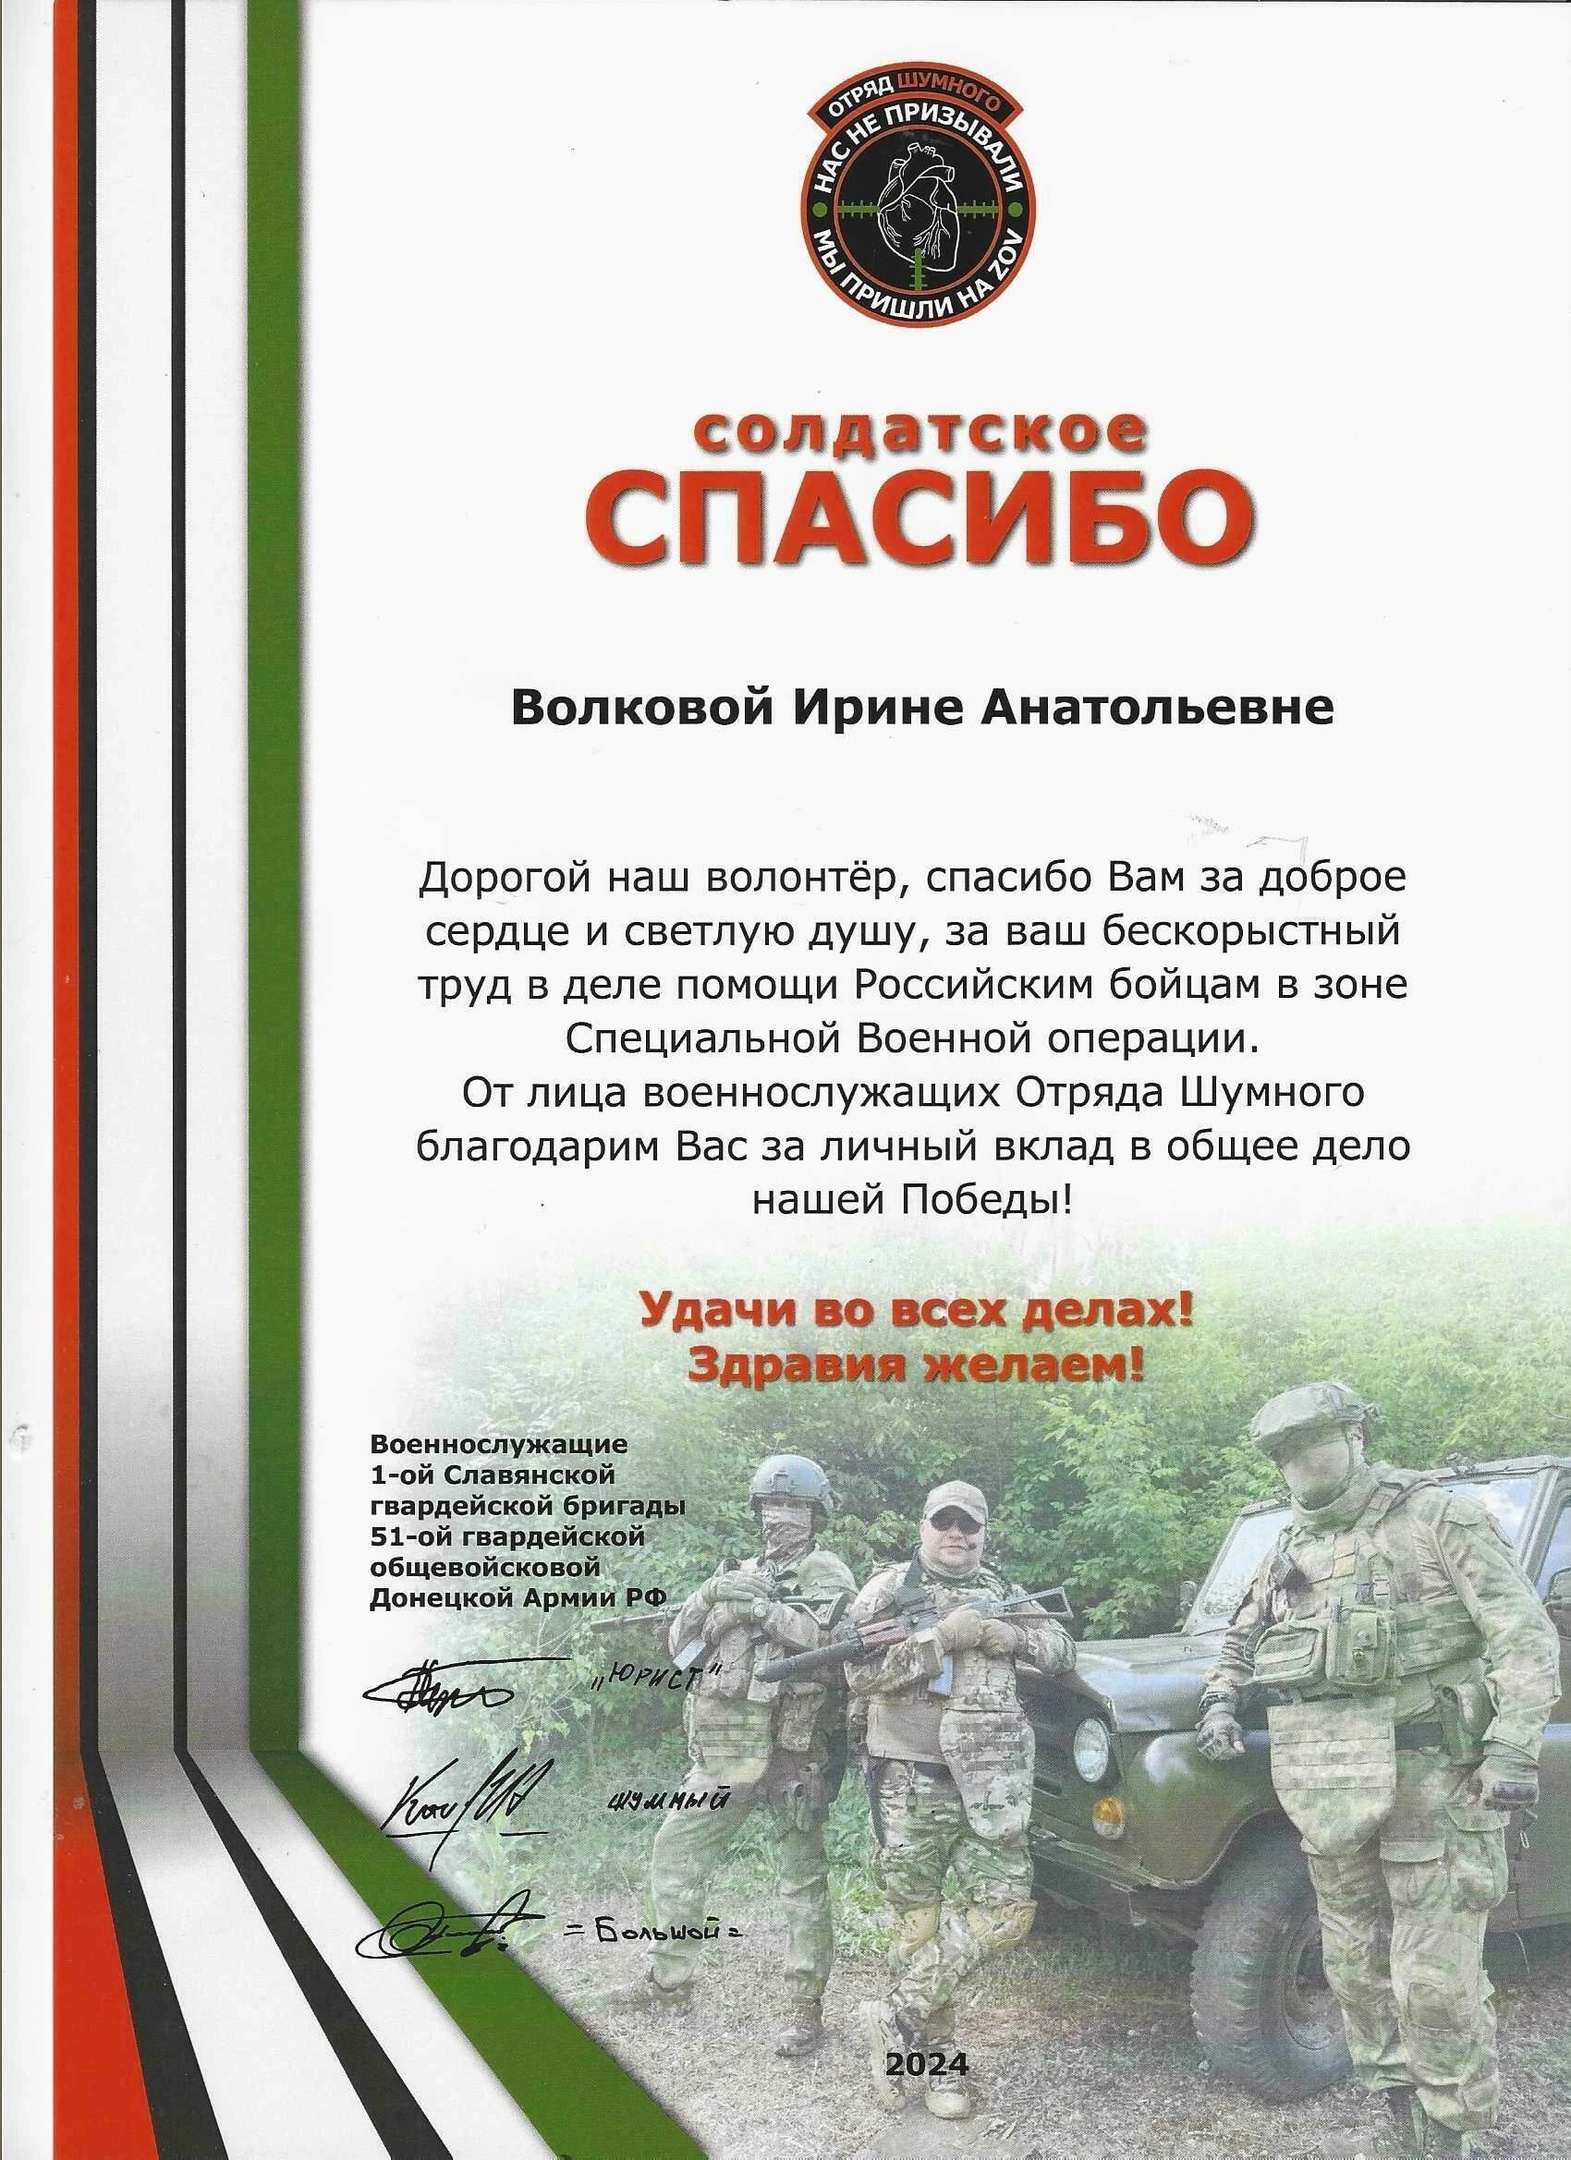 ОТРЯД ШУМНОГО
НАС НЕ ПРИЗЫВАЛИ
МЫ ПРИШЛИ НА ZOV
солдатское
СПАСИБО
Волковой Ирине Анатольевне
Дорогой наш волонтёр, спасибо Вам за доброе
сердце и светлую душу, за ваш бескорыстный
труд в деле помощи Российским бойцам в зоне
Специальной Военной операции.
От лица военнослужащих Отряда Шумного
благодарим Вас за личный вклад в общее дело
нашей Победы!
Удачи во всех делах!
Здравия желаем!
Военнослужащие
1-ой Славянской
гвардейской бригады
51-ой гвардейской
общевойсковой
Донецкой Армии РФ
„ЮРИСТ"
шумный
= Большой =
2024